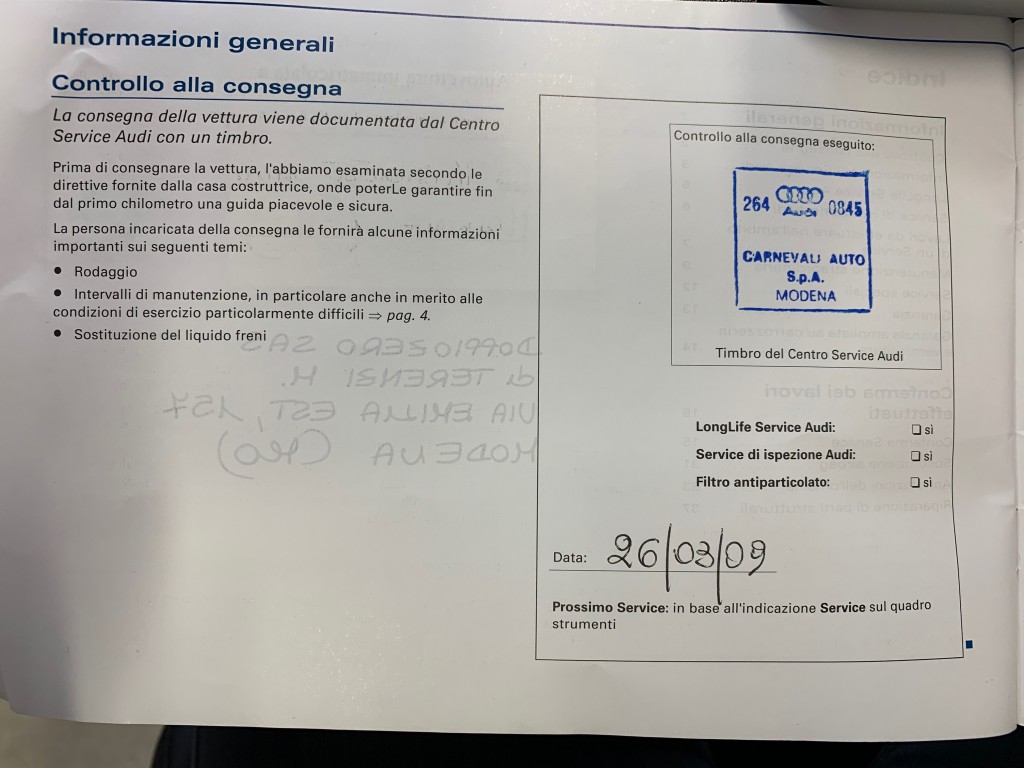 Informazioni generali
Controllo alla consegna
La consegna della vettura viene documentata dal Centro
Service Audi con un timbro.
Prima di consegnare la vettura, l'abbiamo esaminata secondo le
direttive fornite dalla casa costruttrice, onde poterLe garantire fin
dal primo chilometro una guida piacevole e sicura.
La persona incaricata della consegna le fornirà alcune informazioni
importanti sui seguenti temi:
• Rodaggio
• Intervalli di manutenzione, in particolare anche in merito alle
condizioni di esercizio particolarmente difficili ⇒ pag. 4.
• Sostituzione del liquido freni
Controllo alla consegna eseguito:
264 Audi 0845
CARNEVALI AUTO
S.p.A.
MODENA
Timbro del Centro Service Audi
LongLife Service Audi: ❑ sì
Service di ispezione Audi: ❑ sì
Filtro antiparticolato: ❑ sì
Data: 26/03/09
Prossimo Service: in base all'indicazione Service sul quadro
strumenti